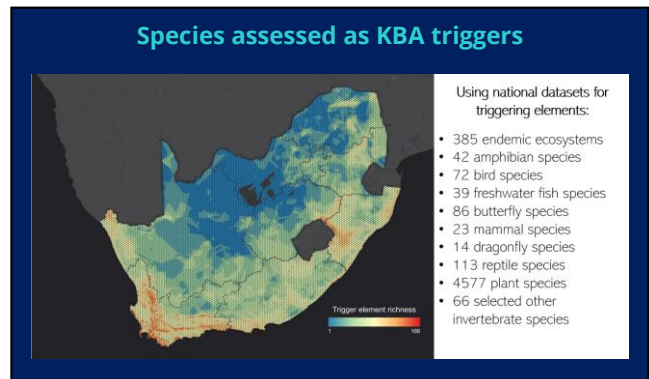 Species assessed as KBA triggers
Using national datasets for
triggering elements:
• 385 endemic ecosystems
• 42 amphibian species
• 72 bird species
• 39 freshwater fish species
• 86 butterfly species
• 23 mammal species
• 14 dragonfly species
• 113 reptile species
• 4577 plant species
• 66 selected other
invertebrate species
Trigger element richness
1 166